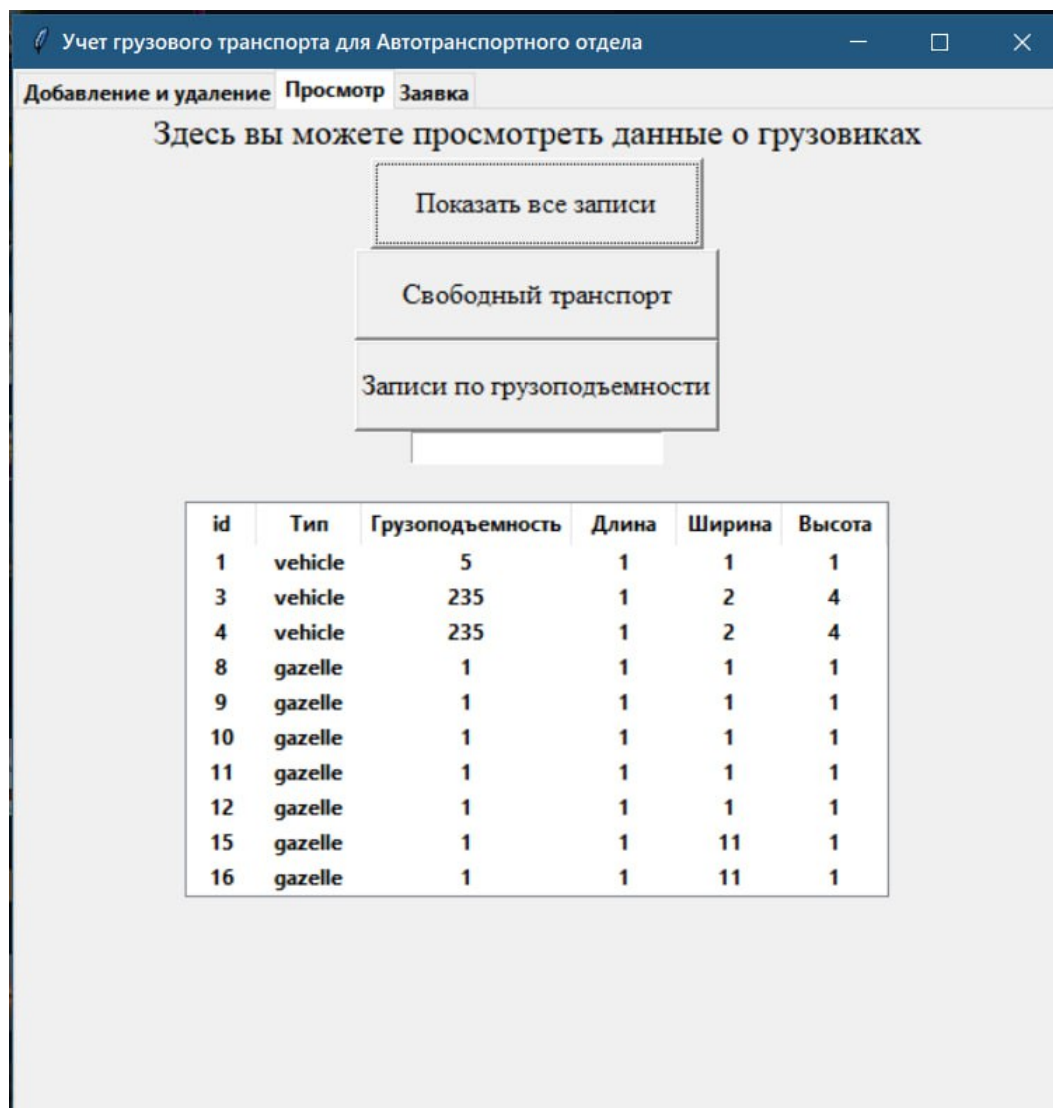 Учет грузового транспорта для Автотранспортного отдела
Добавление и удаление Просмотр Заявка
Здесь вы можете просмотреть данные о грузовиках
Показать все записи
Свободный транспорт
Записи по грузоподъемности
id Тип Грузоподъемность Длина Ширина Высота
1 vehicle 5 1 1 1
3 vehicle 235 1 2 4
4 vehicle 235 1 2 4
8 gazelle 1 1 1 1
9 gazelle 1 1 1 1
10 gazelle 1 1 1 1
11 gazelle 1 1 1 1
12 gazelle 1 1 1 1
15 gazelle 1 1 11 1
16 gazelle 1 1 11 1